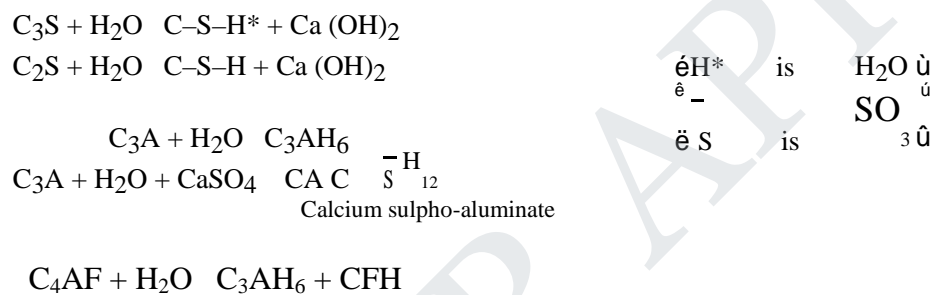 C3S + H2O C–S–H* + Ca (OH)2
C2S + H2O C–S–H + Ca (OH)2
éH* is H2O ù
ê ú
ë S̅ is SO3 û
C3A + H2O C3AH6
C3A + H2O + CaSO4 CA C S̅ H12
Calcium sulpho-aluminate
C4AF + H2O C3AH6 + CFH